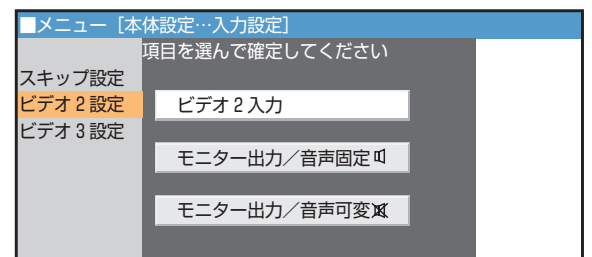 ■メニュー［本体設定…入力設定］
項目を選んで確定してください
スキップ設定
ビデオ２設定
ビデオ３設定
ビデオ２入力
モニター出力／音声固定
モニター出力／音声可変